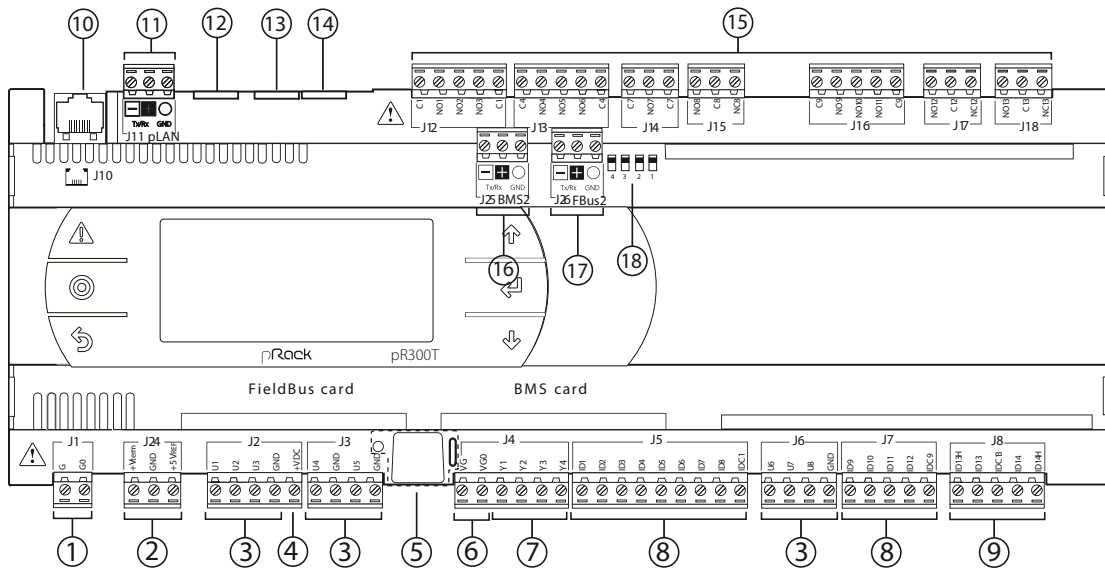 10 11 12 13 14 15
C1 NO1 NO2 NO3 C1 C4 NO4 NO5 NO6 C4 C7 NO7 C7 NO8 C8 NC8 C9 NO9 NO10 NO11 C9 NO12 C12 NC12 NO13 C13 NC13
J12 J13 J14 J15 J16 J17 J18
Tx/Rx GND
J11 pLAN
J10
4 3 2 1
Tx/Rx GND Tx/Rx GND
J25 BMS2 J26 FBus2
16 17 18
pRack pR300T
FieldBus card BMS card
J1 J24 J2 J3 J4 J5 J6 J7 J8
G G0 +Vterm GND +5VREF U1 U2 U3 GND +VDC U4 GND U5 GND VG VG0 Y1 Y2 Y3 Y4 ID1 ID2 ID3 ID4 ID5 ID6 ID7 ID8 IDC1 U6 U7 U8 GND ID9 ID10 ID11 ID12 IDC9 ID13H ID13 IDC13 ID14 ID14H
1 2 3 4 3 5 6 7 8 3 8 9